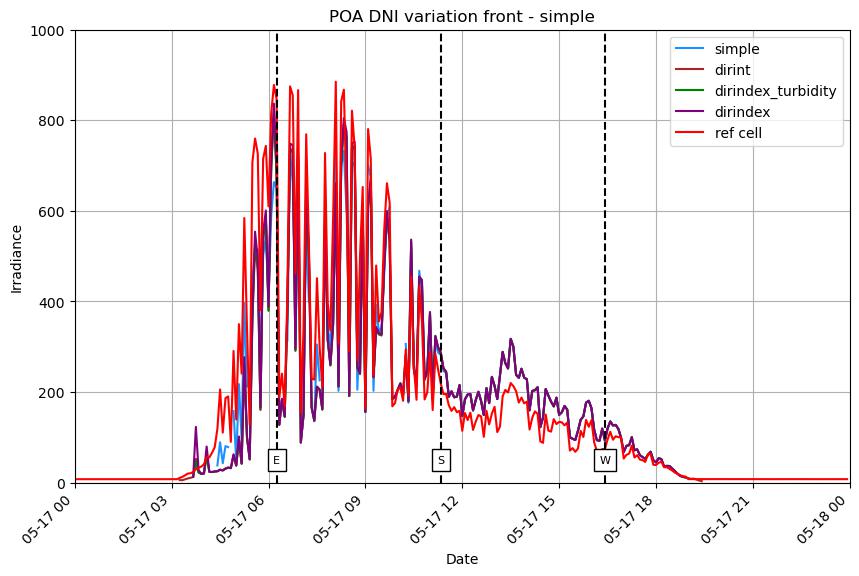 POA DNI variation front - simple
1000
800
600
400
200
0
Irradiance
simple
dirint
dirindex_turbidity
dirindex
ref cell
E
S
W
05-17 00
05-17 03
05-17 06
05-17 09
05-17 12
05-17 15
05-17 18
05-17 21
05-18 00
Date